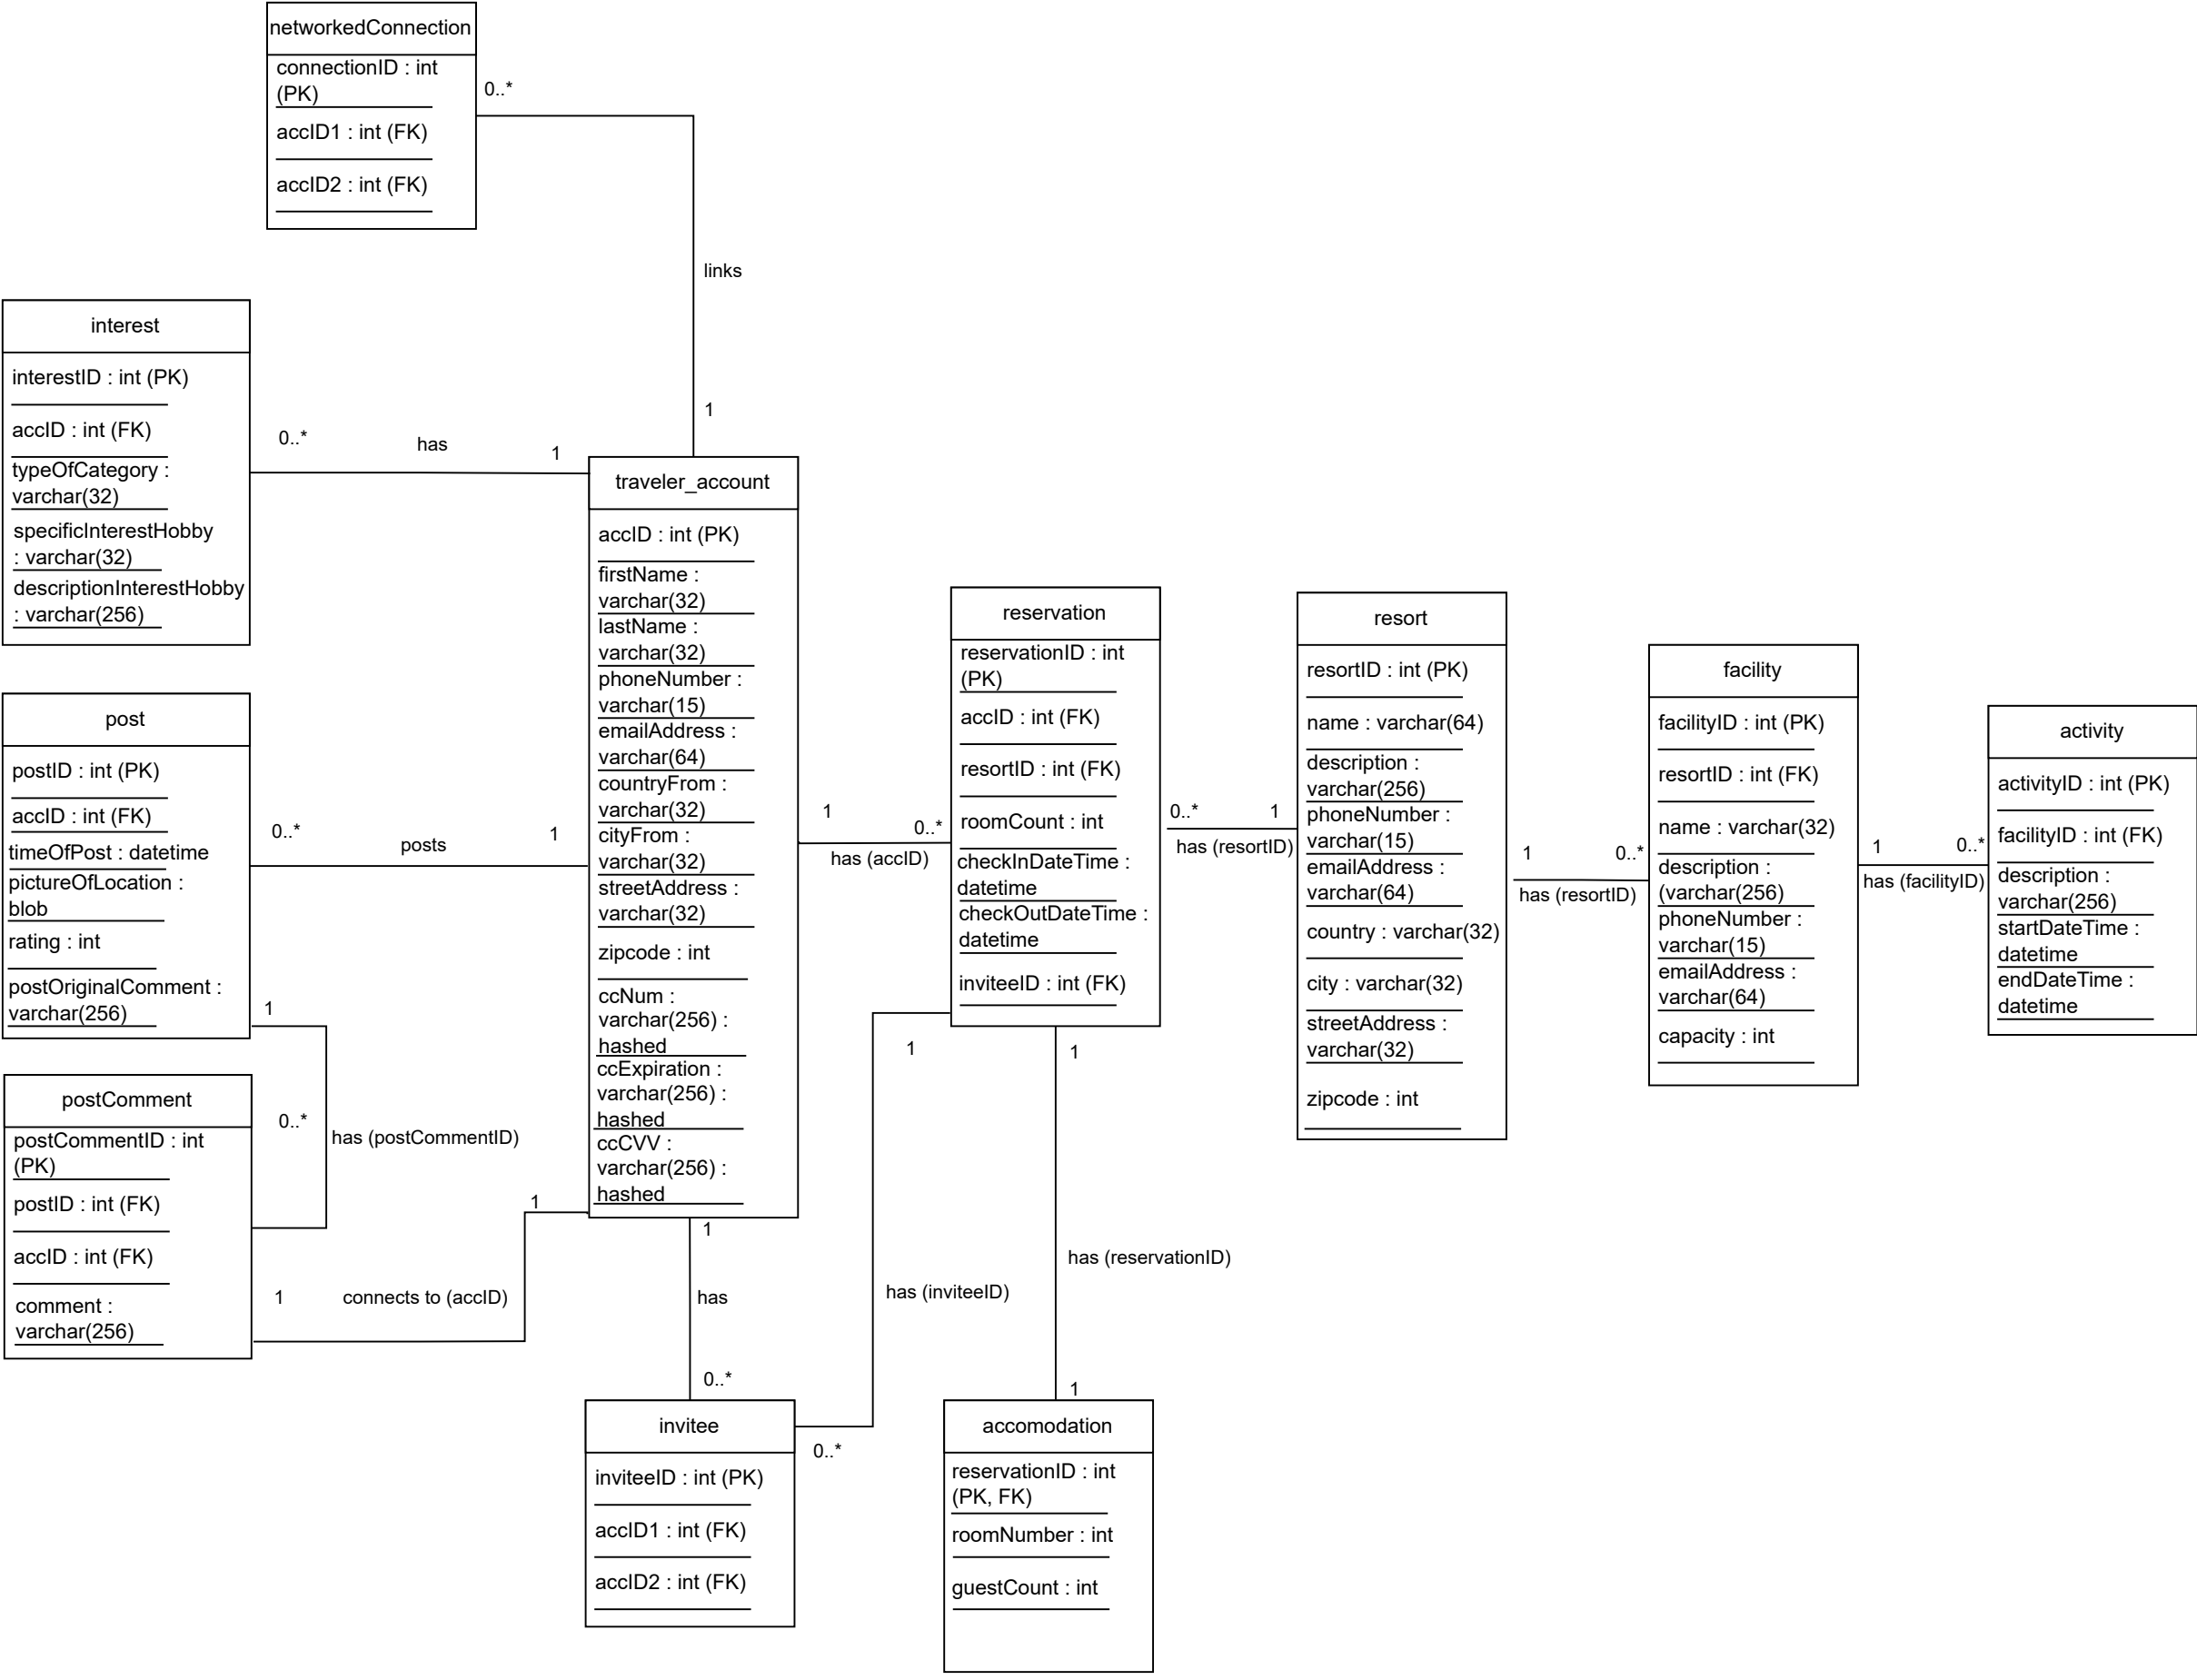 networkedConnection
connectionID : int
(PK)
accID1 : int (FK)
accID2 : int (FK)
0..*
links
1
interest
interestID : int (PK)
accID : int (FK)
typeOfCategory :
varchar(32)
specificInterestHobby
: varchar(32)
descriptionInterestHobby
: varchar(256)
0..*
has
1
post
postID : int (PK)
accID : int (FK)
timeOfPost : datetime
pictureOfLocation :
blob
rating : int
postOriginalComment :
varchar(256)
0..*
posts
1
1
0..*
has (postCommentID)
postComment
postCommentID : int
(PK)
postID : int (FK)
accID : int (FK)
comment :
varchar(256)
1
connects to (accID)
1
traveler_account
accID : int (PK)
firstName :
varchar(32)
lastName :
varchar(32)
phoneNumber :
varchar(15)
emailAddress :
varchar(64)
countryFrom :
varchar(32)
cityFrom :
varchar(32)
streetAddress :
varchar(32)
zipcode : int
ccNum :
varchar(256) :
hashed
ccExpiration :
varchar(256) :
hashed
ccCVV :
varchar(256) :
hashed
1
has
0..*
invitee
inviteeID : int (PK)
accID1 : int (FK)
accID2 : int (FK)
0..*
has (inviteeID)
1
1
0..*
has (accID)
reservation
reservationID : int
(PK)
accID : int (FK)
resortID : int (FK)
roomCount : int
checkInDateTime :
datetime
checkOutDateTime :
datetime
inviteeID : int (FK)
1
has (reservationID)
1
accomodation
reservationID : int
(PK, FK)
roomNumber : int
guestCount : int
0..*
1
has (resortID)
resort
resortID : int (PK)
name : varchar(64)
description :
varchar(256)
phoneNumber :
varchar(15)
emailAddress :
varchar(64)
country : varchar(32)
city : varchar(32)
streetAddress :
varchar(32)
zipcode : int
1
0..*
has (resortID)
facility
facilityID : int (PK)
resortID : int (FK)
name : varchar(32)
description :
(varchar(256)
phoneNumber :
varchar(15)
emailAddress :
varchar(64)
capacity : int
1
0..*
has (facilityID)
activity
activityID : int (PK)
facilityID : int (FK)
description :
varchar(256)
startDateTime :
datetime
endDateTime :
datetime